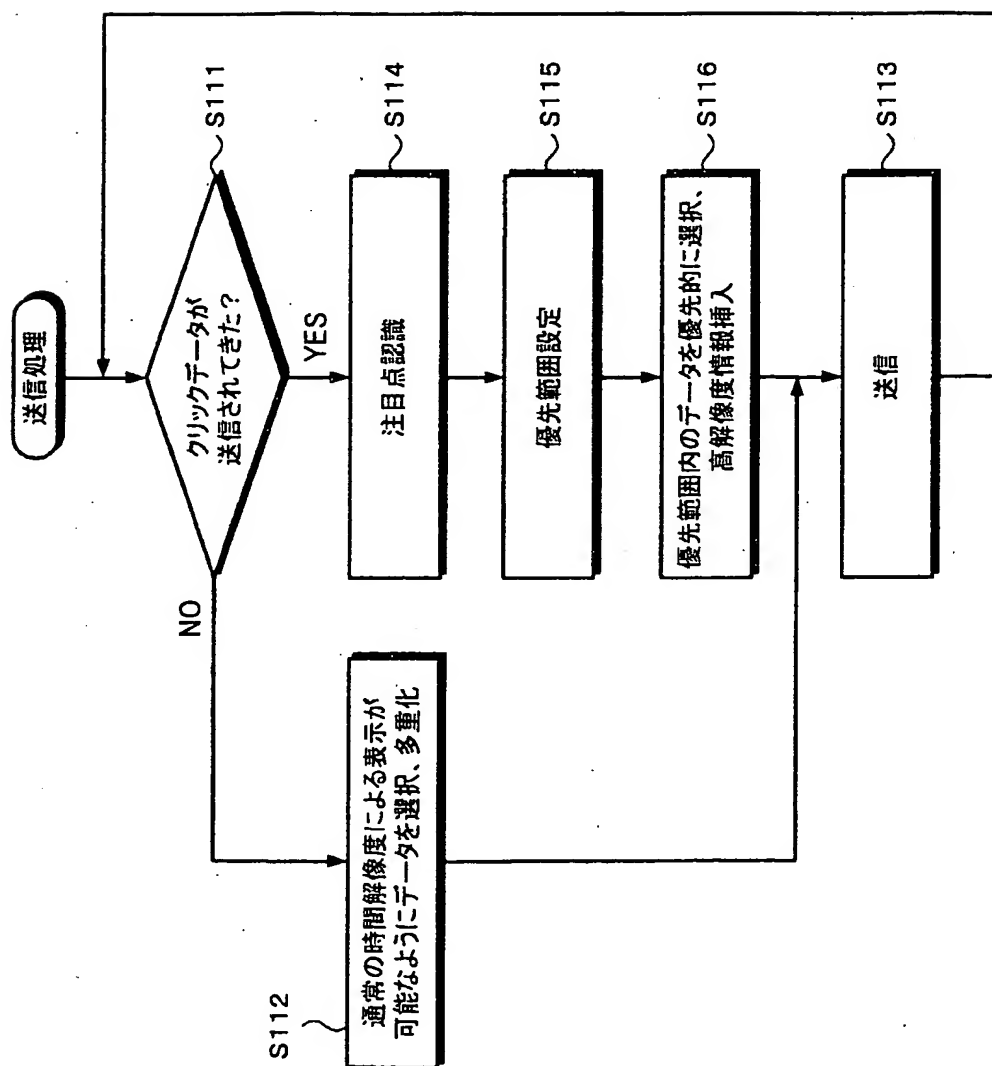 送信処理
クリックデータが
送信されてきた?
S111
YES
NO
注目点認識
S114
優先範囲設定
S115
優先範囲内のデータを優先的に選択、
高解像度情報挿入
S116
通常の時間解像度による表示が
可能なようにデータを選択、多重化
S112
送信
S113